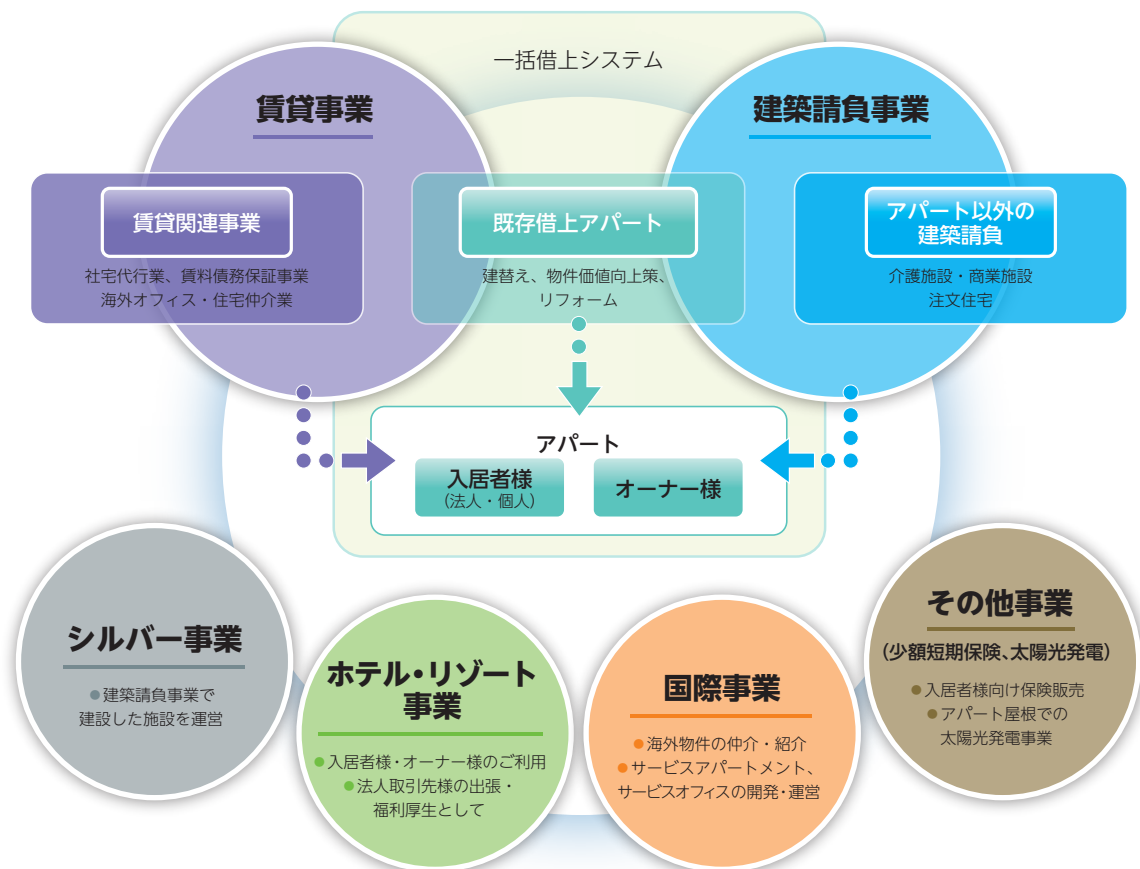 一括借上システム
賃貸事業
建築請負事業
賃貸関連事業
社宅代行業、賃料債務保証事業
海外オフィス・住宅仲介業
既存借上アパート
建替え、物件価値向上策、
リフォーム
アパート以外の
建築請負
介護施設・商業施設
注文住宅
アパート
入居者様
(法人・個人)
オーナー様
シルバー事業
●建築請負事業で
建設した施設を運営
ホテル・リゾート
事業
●入居者様・オーナー様のご利用
●法人取引先様の出張・
福利厚生として
国際事業
●海外物件の仲介・紹介
●サービスアパートメント、
サービスオフィスの開発・運営
その他事業
(少額短期保険、太陽光発電)
●入居者様向け保険販売
●アパート屋根での
太陽光発電事業